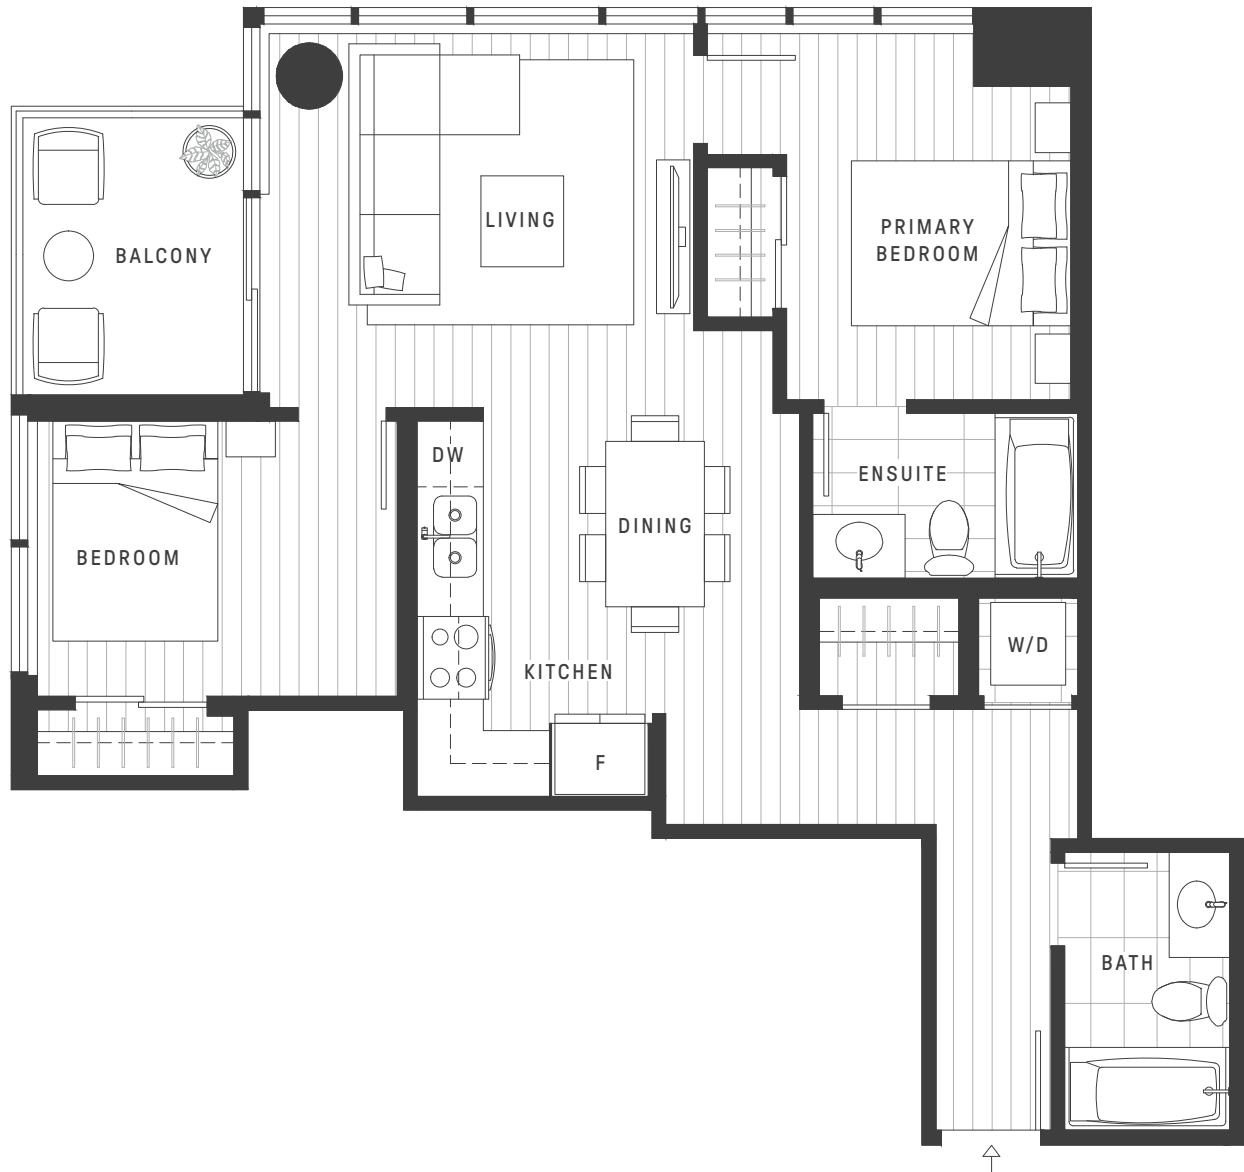 LIVING
PRIMARY
BEDROOM
BALCONY
DW
ENSUITE
DINING
BEDROOM
W/D
KITCHEN
F
BATH